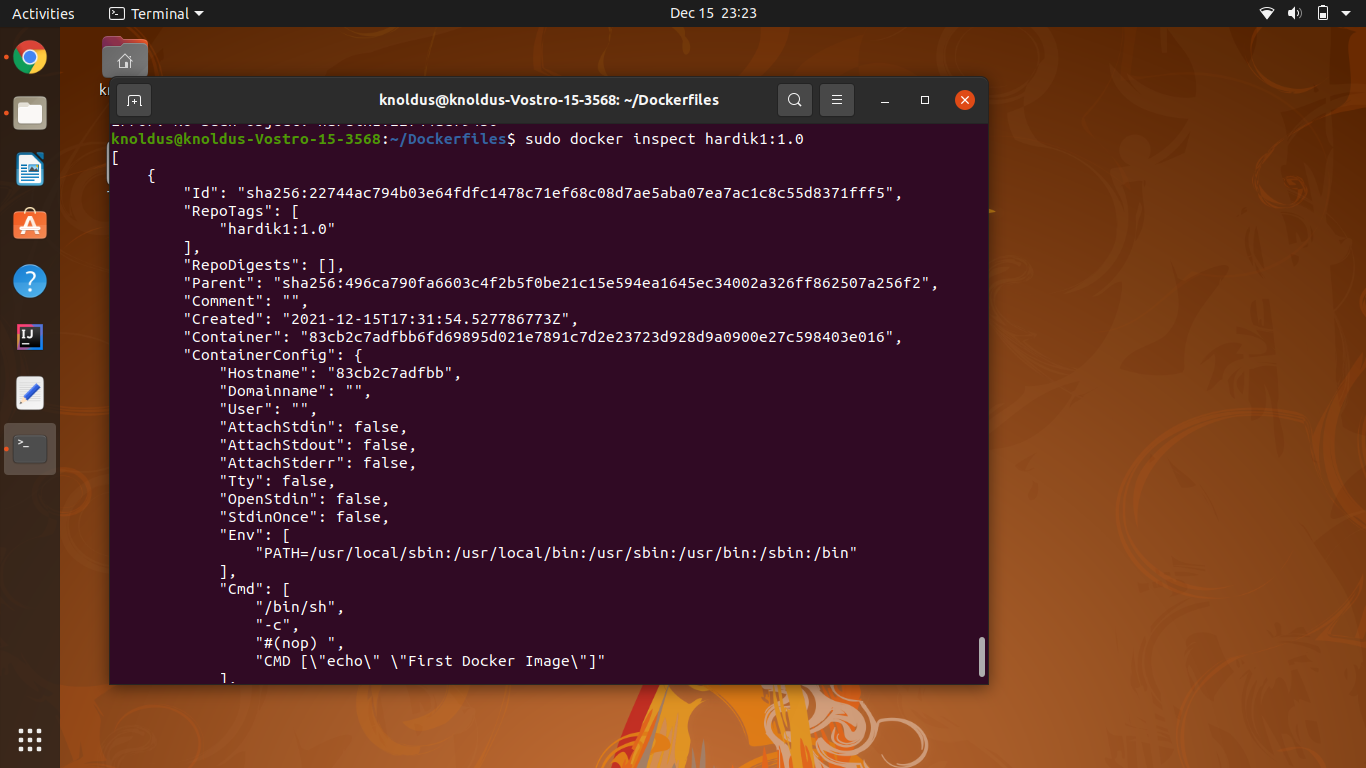 Activities
Terminal
Dec 15 23:23
knoldus@knoldus-Vostro-15-3568: ~/Dockerfiles
knoldus@knoldus-Vostro-15-3568:~/Dockerfiles$ sudo docker inspect hardik1:1.0
[
    {
        "Id": "sha256:22744ac794b03e64fdfc1478c71ef68c08d7ae5aba07ea7ac1c8c55d8371fff5",
        "RepoTags": [
            "hardik1:1.0"
        ],
        "RepoDigests": [],
        "Parent": "sha256:496ca790fa6603c4f2b5f0be21c15e594ea1645ec34002a326ff862507a256f2",
        "Comment": "",
        "Created": "2021-12-15T17:31:54.527786773Z",
        "Container": "83cb2c7adfbb6fd69895d021e7891c7d2e23723d928d9a0900e27c598403e016",
        "ContainerConfig": {
            "Hostname": "83cb2c7adfbb",
            "Domainname": "",
            "User": "",
            "AttachStdin": false,
            "AttachStdout": false,
            "AttachStderr": false,
            "Tty": false,
            "OpenStdin": false,
            "StdinOnce": false,
            "Env": [
                "PATH=/usr/local/sbin:/usr/local/bin:/usr/sbin:/usr/bin:/sbin:/bin"
            ],
            "Cmd": [
                "/bin/sh",
                "-c",
                "#(nop) ",
                "CMD [\"echo\" \"First Docker Image\"]"
            ],